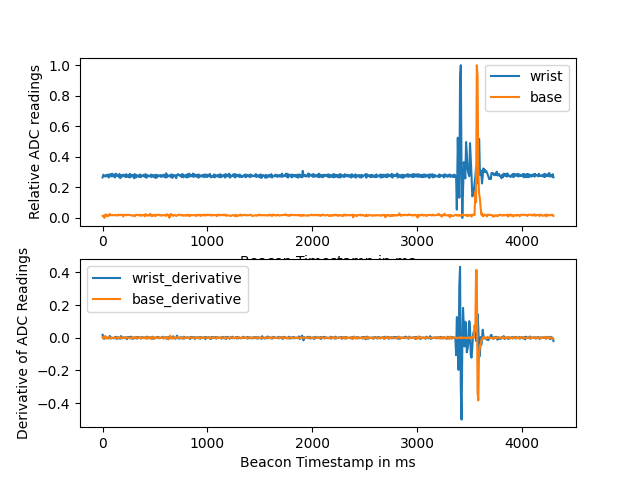 Relative ADC readings
1.0
0.8
0.6
0.4
0.2
0.0
wrist
base
0 1000 2000 3000 4000
Beacon Timestamp in ms
Derivative of ADC Readings
0.4
0.2
0.0
−0.2
−0.4
wrist_derivative
base_derivative
0 1000 2000 3000 4000
Beacon Timestamp in ms